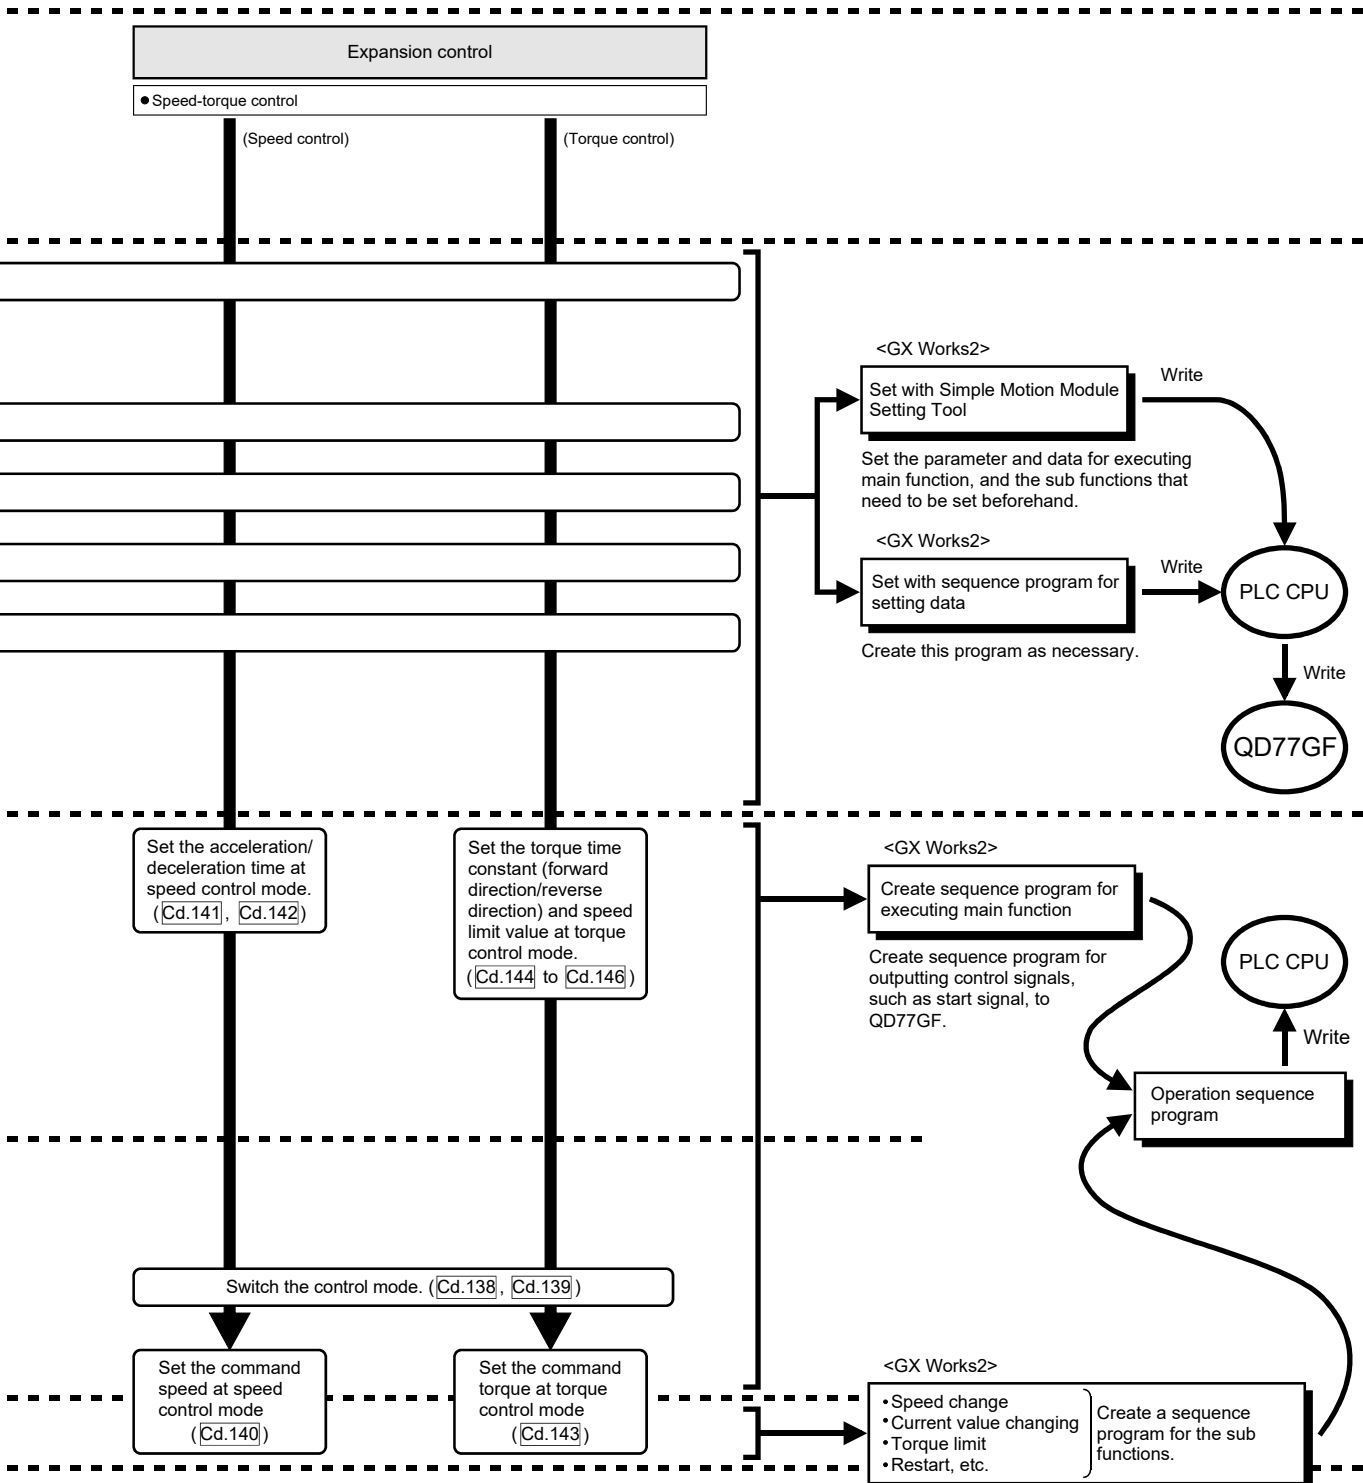 Expansion control
●Speed-torque control
(Speed control)
(Torque control)
<GX Works2>
Set with Simple Motion Module
Setting Tool
Write
Set the parameter and data for executing
main function, and the sub functions that
need to be set beforehand.
<GX Works2>
Set with sequence program for
setting data
Write
PLC CPU
Create this program as necessary.
Write
QD77GF
Set the acceleration/
deceleration time at
speed control mode.
(Cd.141, Cd.142)
Set the torque time
constant (forward
direction/reverse
direction) and speed
limit value at torque
control mode.
(Cd.144 to Cd.146)
<GX Works2>
Create sequence program for
executing main function
Create sequence program for
outputting control signals,
such as start signal, to
QD77GF.
PLC CPU
Write
Operation sequence
program
Switch the control mode. (Cd.138, Cd.139)
Set the command
speed at speed
control mode
(Cd.140)
Set the command
torque at torque
control mode
(Cd.143)
<GX Works2>
•Speed change
•Current value changing
•Torque limit
•Restart, etc.
Create a sequence
program for the sub
functions.